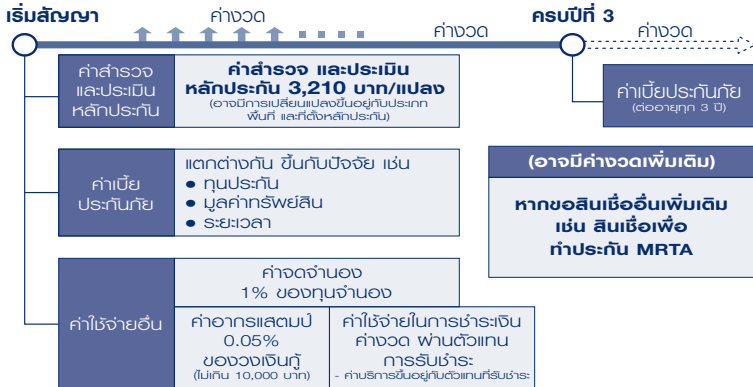 เริ่มสัญญา
ค่างวด
ค่างวด
ครบปีที่ 3
ค่างวด
ค่าสำรวจ
และประเมิน
หลักประกัน
ค่าสำรวจ และประเมิน
หลักประกัน 3,210 บาท/แปลง
(อาจมีการเปลี่ยนแปลงขึ้นอยู่กับประเภท
พื้นที่ และที่ตั้งหลักประกัน)
ค่าเบี้ยประกันภัย
(ต่ออายุทุก 3 ปี)
ค่าเบี้ย
ประกันภัย
แตกต่างกัน ขึ้นกับปัจจัย เช่น
● ทุนประกัน
● มูลค่าทรัพย์สิน
● ระยะเวลา
(อาจมีค่างวดเพิ่มเติม)
หากขอสินเชื่ออื่นเพิ่มเติม
เช่น สินเชื่อเพื่อ
ทำประกัน MRTA
ค่าใช้จ่ายอื่น
ค่าจดจำนอง
1% ของทุนจำนอง
ค่าอากรแสตมป์
0.05%
ของวงเงินกู้
(ไม่เกิน 10,000 บาท)
ค่าใช้จ่ายในการชำระเงิน
ค่างวด ผ่านตัวแทน
การรับชำระ
- ค่าบริการขึ้นอยู่กับตัวแทนที่รับชำระ